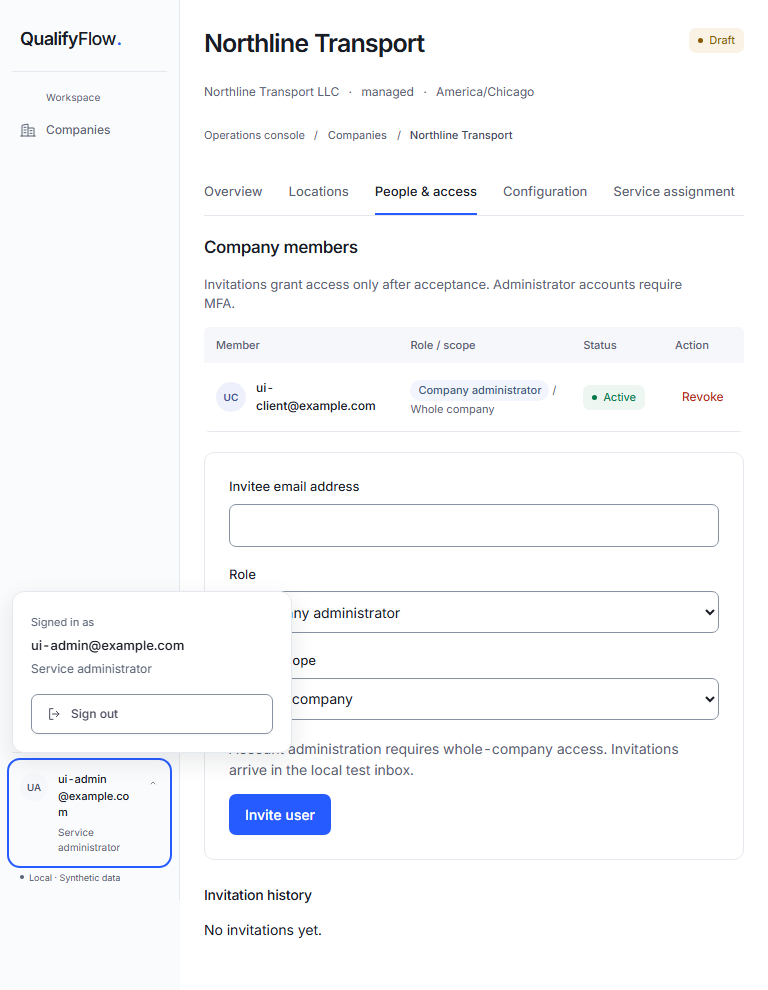 QualifyFlow.
Workspace
Companies
Northline Transport
Draft
Northline Transport LLC · managed · America/Chicago
Operations console / Companies / Northline Transport
Overview Locations People & access Configuration Service assignment
Company members
Invitations grant access only after acceptance. Administrator accounts require
MFA.
Member Role / scope Status Action
UC
ui-
client@example.com
Company administrator /
Whole company
Active
Revoke
Invitee email address
Role
any administrator
ope
company
administration requires whole-company access. Invitations
arrive in the local test inbox.
Invite user
Invitation history
No invitations yet.
Signed in as
ui-admin@example.com
Service administrator
Sign out
UA
ui-admin
@example.co
m
Service
administrator
Local · Synthetic data